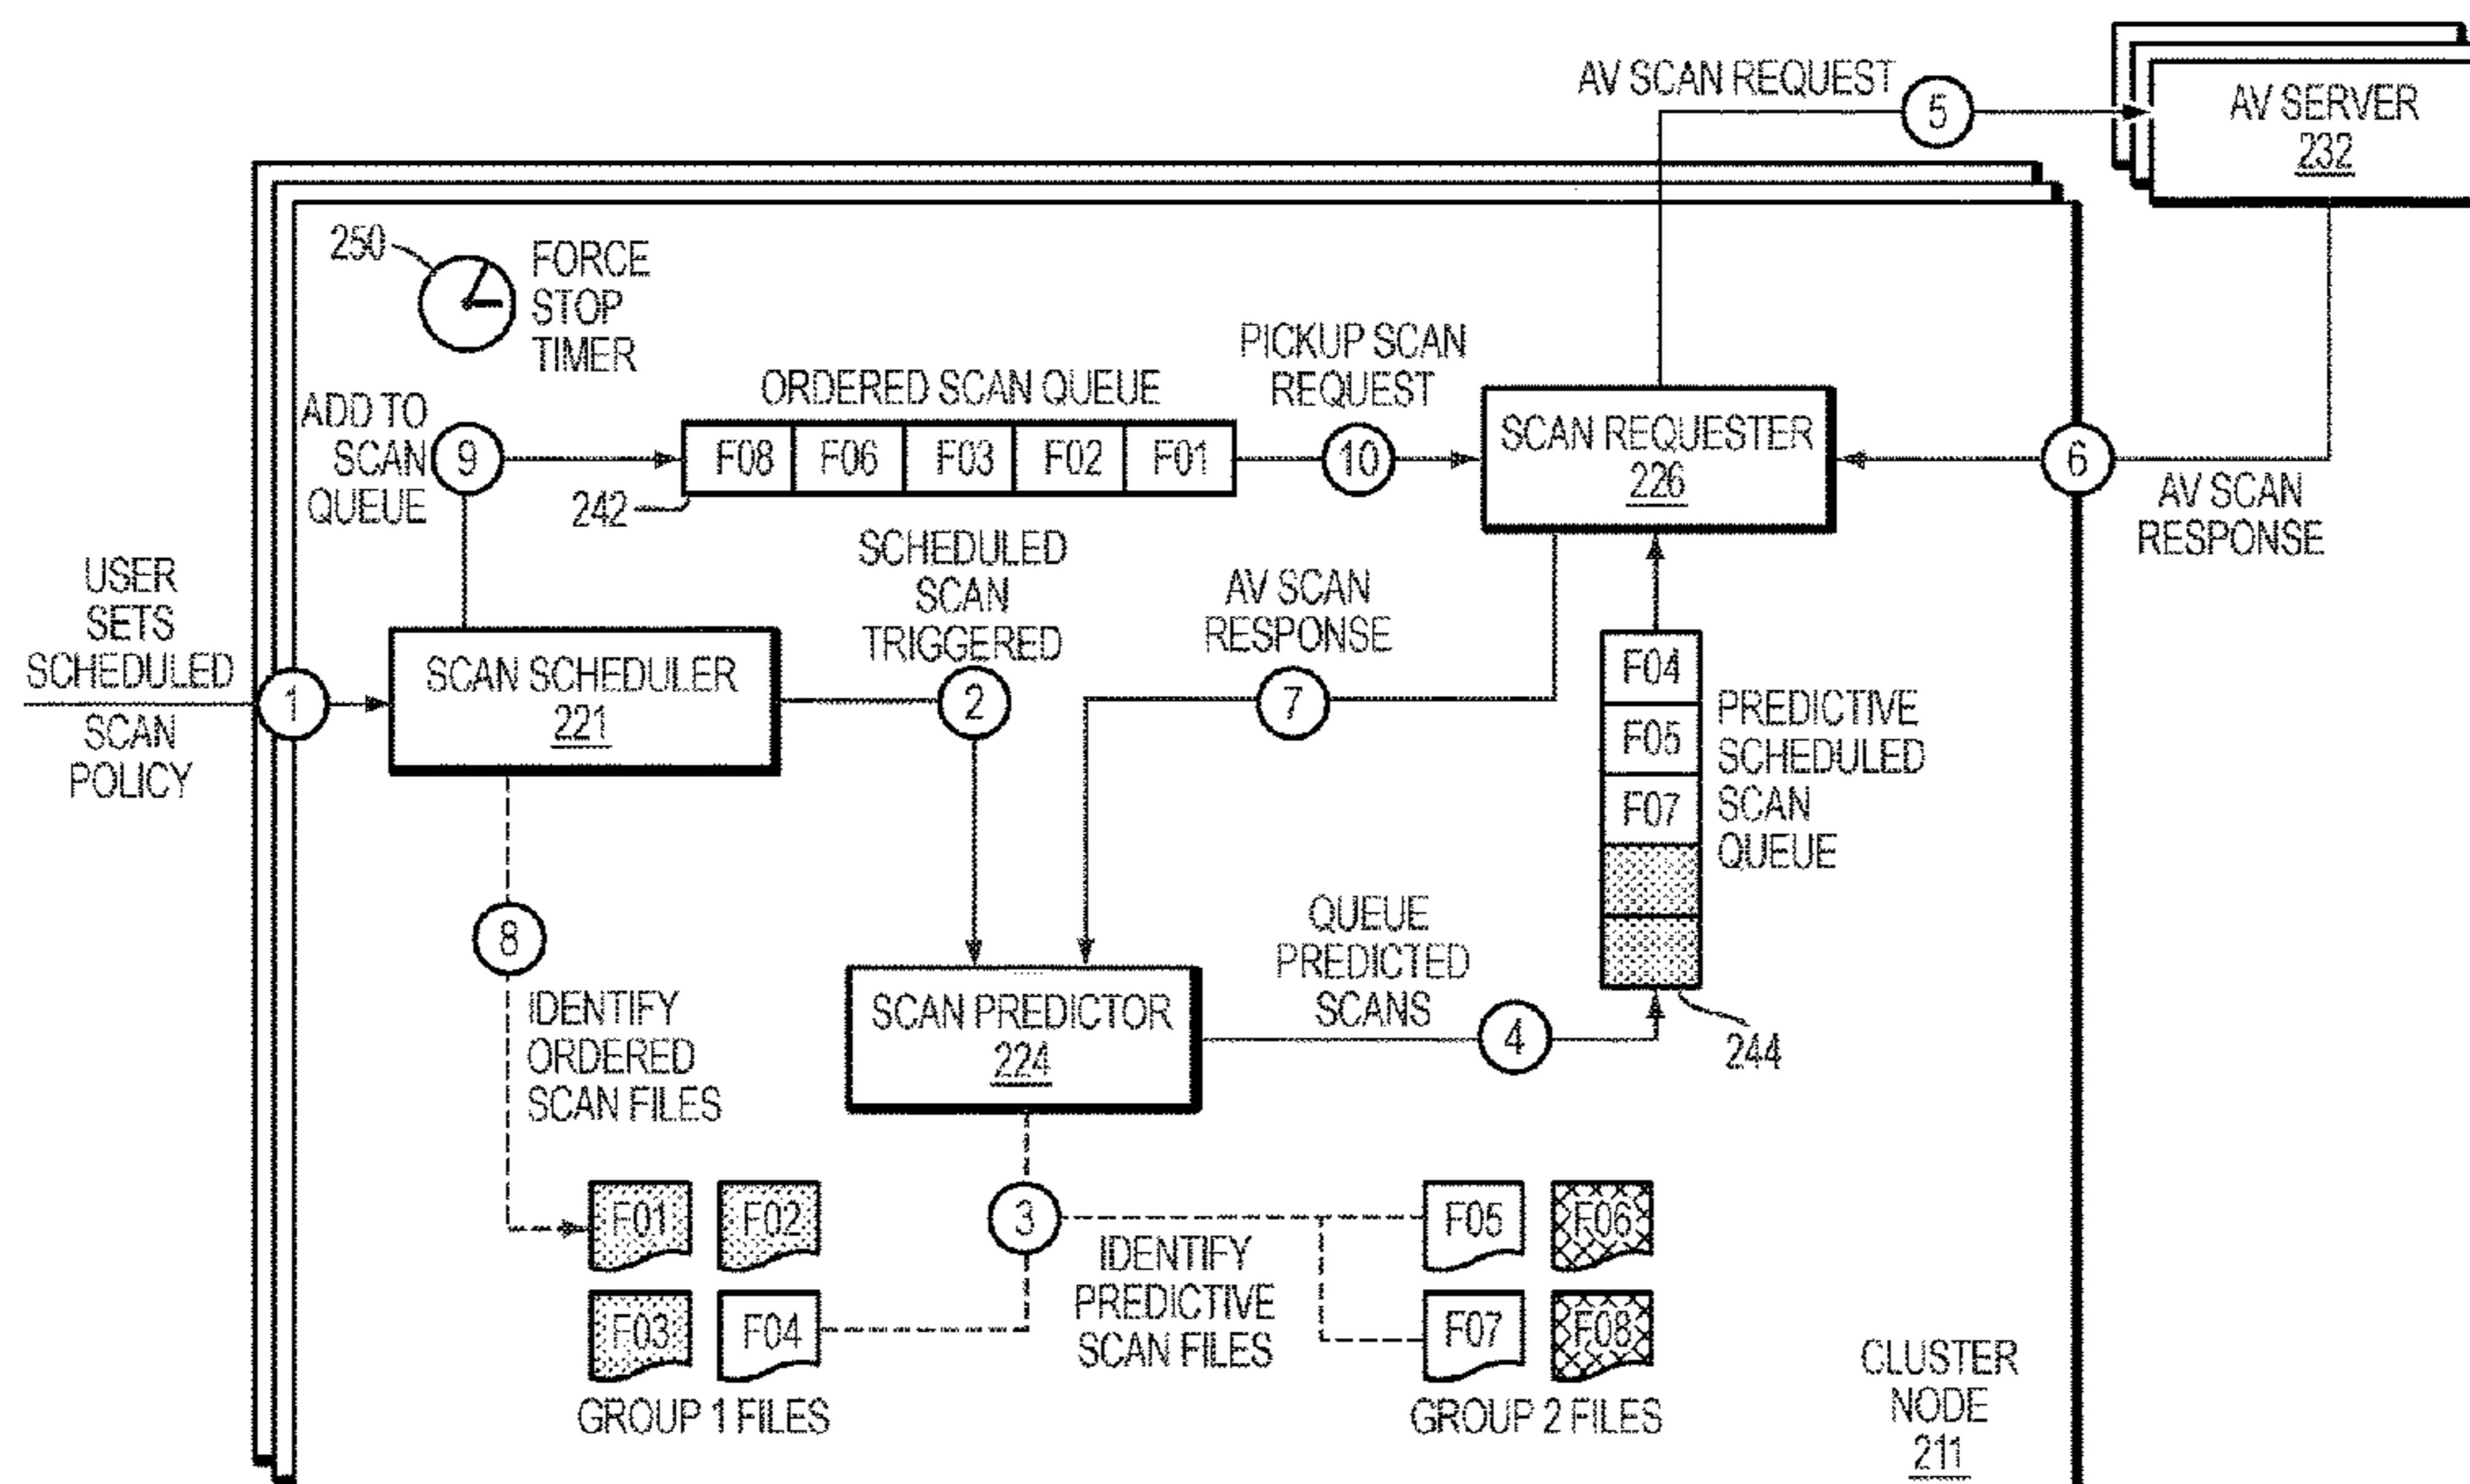 AV SCAN REQUEST
5
AV SERVER
232
250
FORCE
STOP
TIMER
ADD TO
SCAN
QUEUE
9
ORDERED SCAN QUEUE
F08 F06 F03 F02 F01
242
PICKUP SCAN
REQUEST
10
SCAN REQUESTER
226
6
AV SCAN
RESPONSE
USER
SETS
SCHEDULED
SCAN
POLICY
1
SCAN SCHEDULER
221
SCHEDULED
SCAN
TRIGGERED
2
AV SCAN
RESPONSE
7
F04
F05
F07
PREDICTIVE
SCHEDULED
SCAN
QUEUE
244
8
IDENTIFY
ORDERED
SCAN FILES
SCAN PREDICTOR
224
QUEUE
PREDICTED
SCANS
4
3
IDENTIFY
PREDICTIVE
SCAN FILES
F01 F02
F03 F04
GROUP 1 FILES
F05 F06
F07 F08
GROUP 2 FILES
CLUSTER
NODE
211